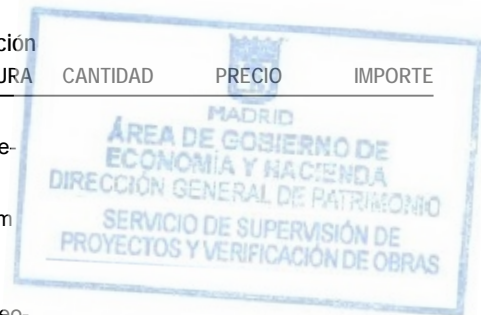 ción
URA CANTIDAD PRECIO IMPORTE
MADRID
e-
ÁREA DE GOBIERNO DE
ECONOMÍA Y HACIENDA
DIRECCIÓN GENERAL DE PATRIMONIO
m
SERVICIO DE SUPERVISIÓN DE
PROYECTOS Y VERIFICACIÓN DE OBRAS
eo-